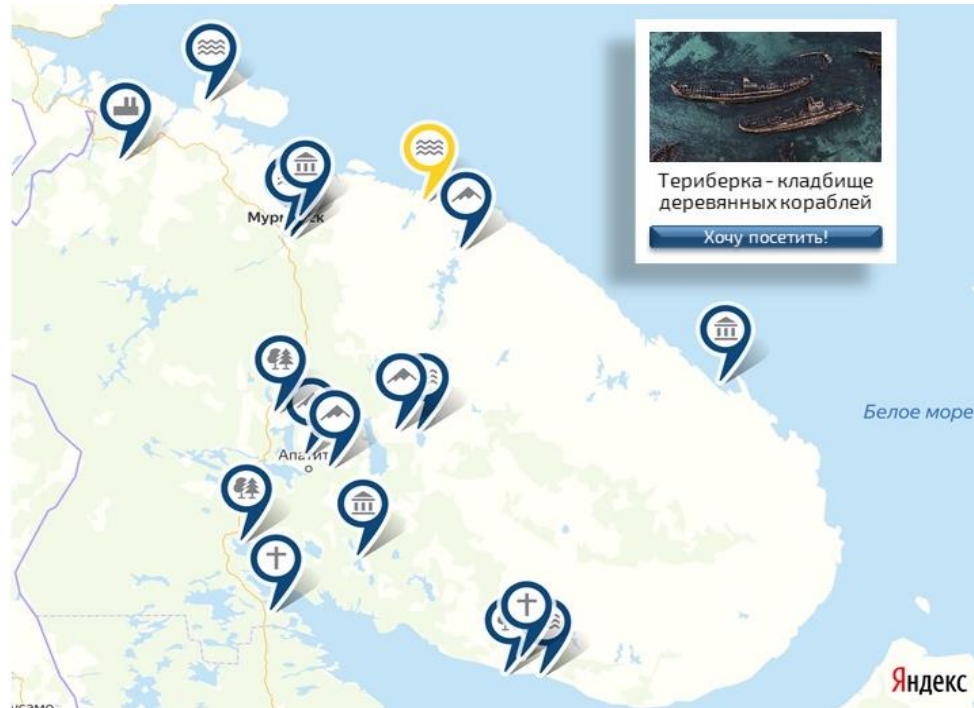 Териберка - кладбище
деревянных кораблей
Хочу посетить!
Белое море
Яндекс